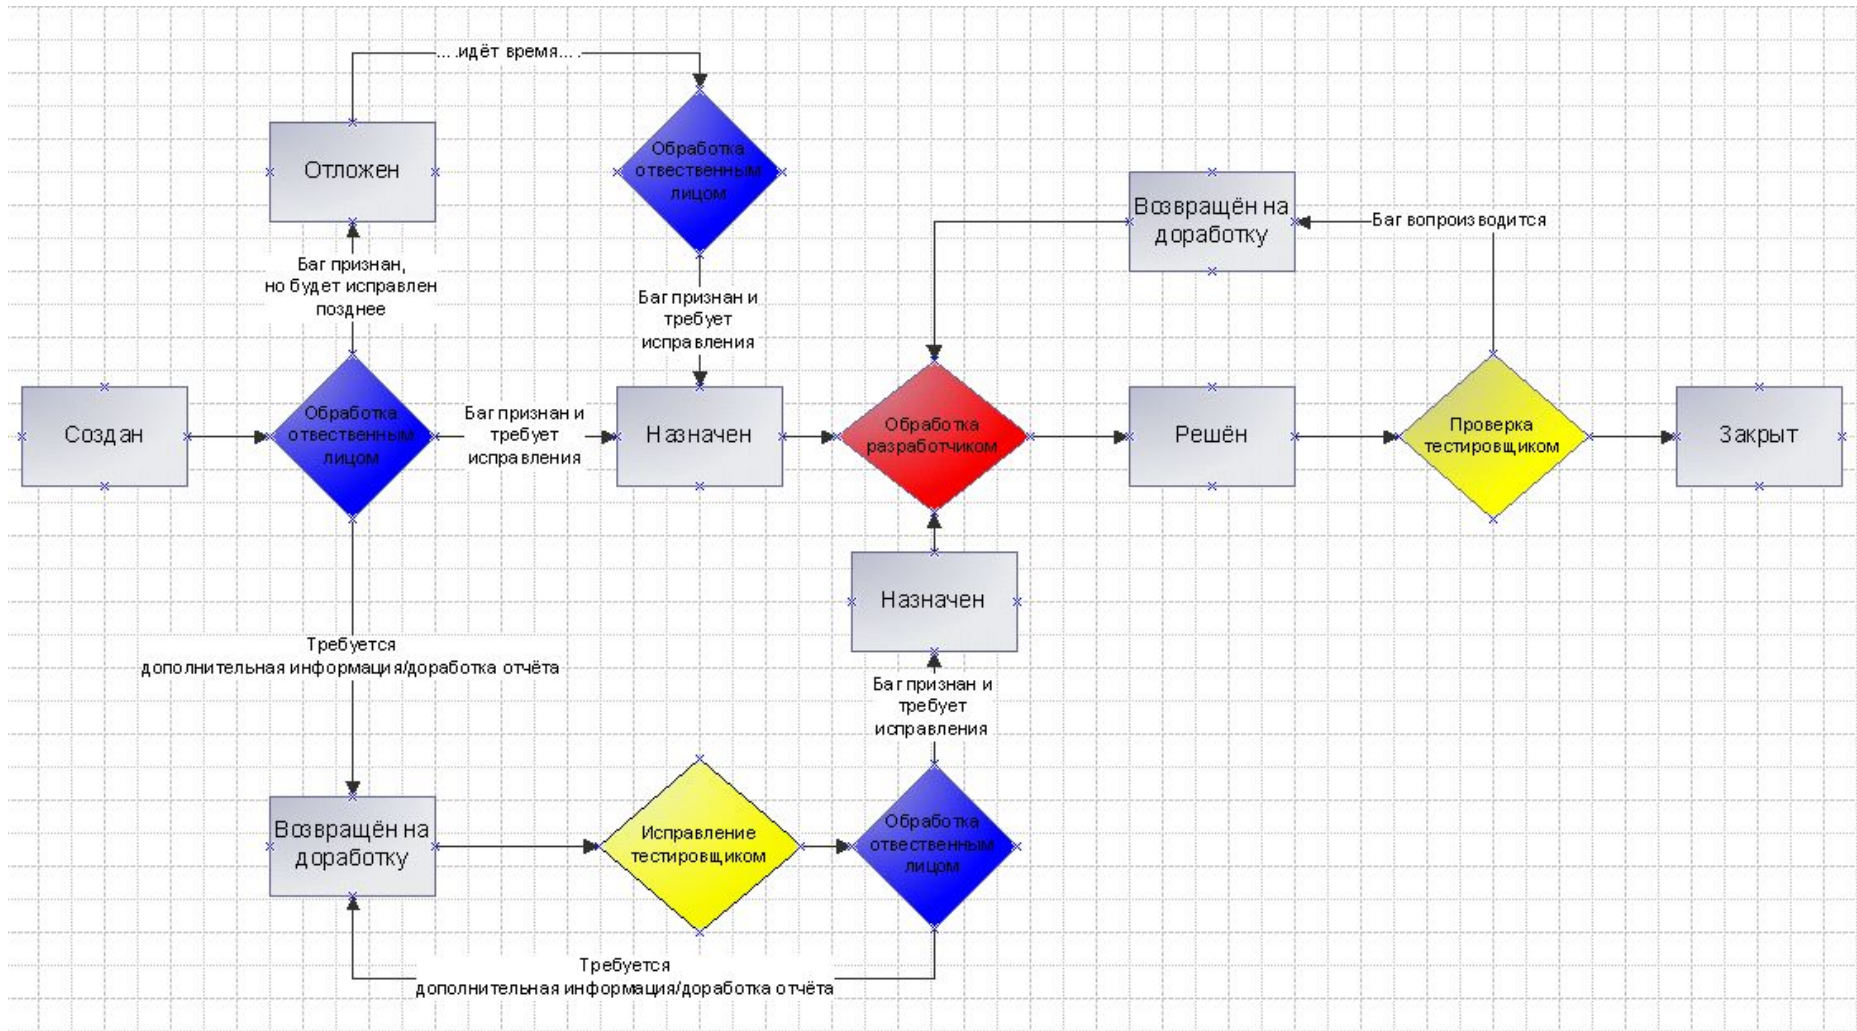 ... .идёт время... .
Отложен
Обработка
отвественным
лицом
Возвращён на
доработку
Баг вопроизводится
Баг признан,
но будет исправлен
позднее
Баг признан и
требует
исправления
Создан
Обработка
отвественным
лицом
Баг признан и
требует
исправления
Назначен
Обработка
разработчиком
Решён
Проверка
тестировщиком
Закрыт
Назначен
Требуется
дополнительная информация/доработка отчёта
Баг признан и
требует
исправления
Возвращён на
доработку
Исправление
тестировщиком
Обработка
отвественным
лицом
Требуется
дополнительная информация/доработка отчёта